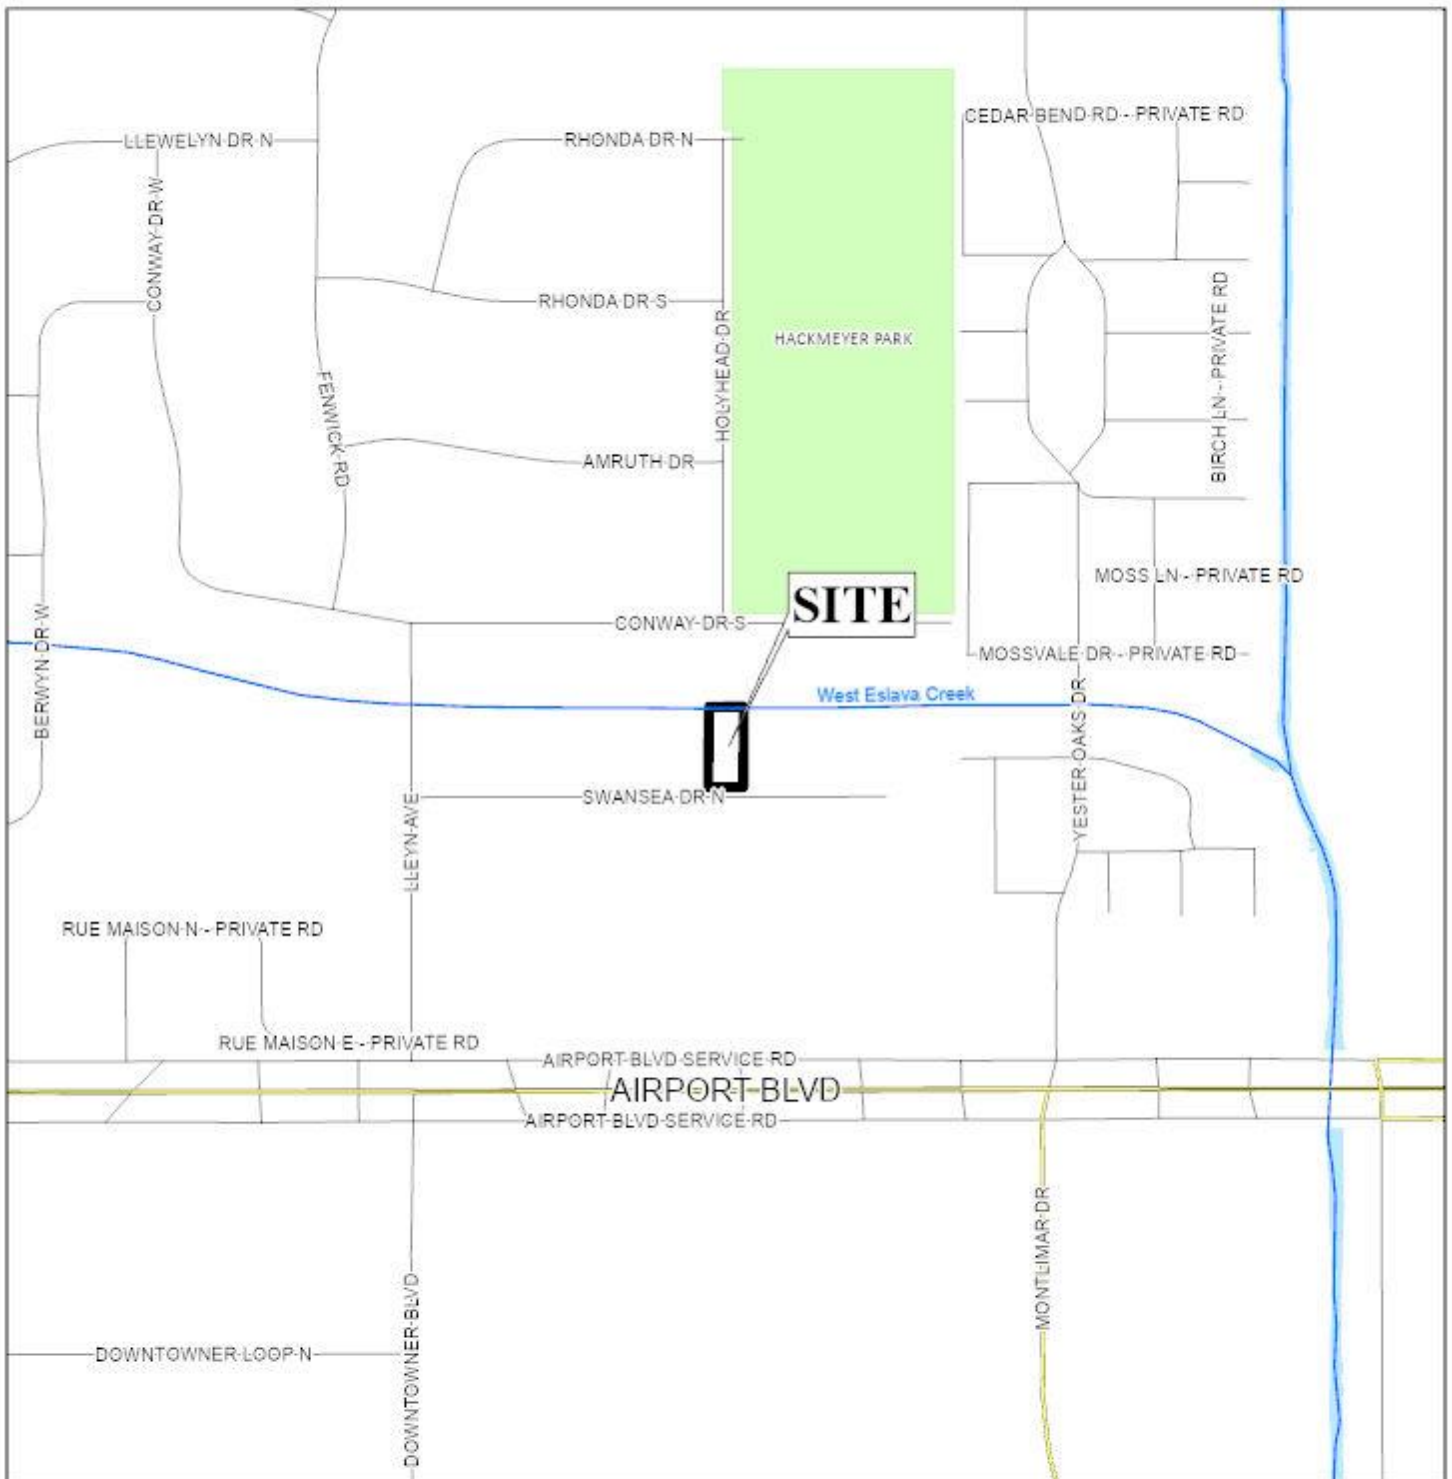 CEDAR BEND RD - PRIVATE RD
LLEWELYN DR N
RHONDA DR N
CONWAY DR W
RHONDA DR S
HOLYHEAD DR
HACKMEYER PARK
BIRCH LN - PRIVATE RD
FENWICK RD
AMRUTH DR
MOSS LN - PRIVATE RD
SITE
CONWAY DR S
BERWYN DR W
MOSSVALE DR - PRIVATE RD
West Eslava Creek
YESTER OAKS DR
SWANSEA DR N
LLEYN AVE
RUE MAISON N - PRIVATE RD
RUE MAISON E - PRIVATE RD
AIRPORT BLVD SERVICE RD
AIRPORT BLVD
AIRPORT BLVD SERVICE RD
MONTLIMAR DR
DOWNTOWNER BLVD
DOWNTOWNER LOOP N